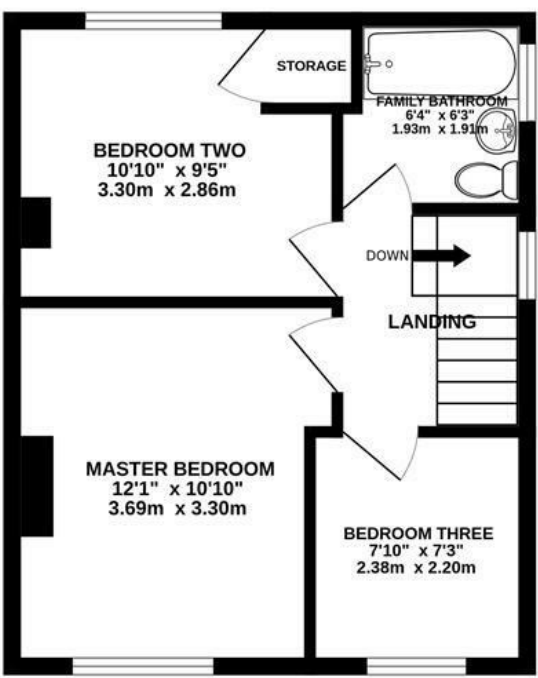 STORAGE
FAMILY BATHROOM
6'4" x 6'3"
1.93m x 1.91m
BEDROOM TWO
10'10" x 9'5"
3.30m x 2.86m
DOWN
LANDING
MASTER BEDROOM
12'1" x 10'10"
3.69m x 3.30m
BEDROOM THREE
7'10" x 7'3"
2.38m x 2.20m